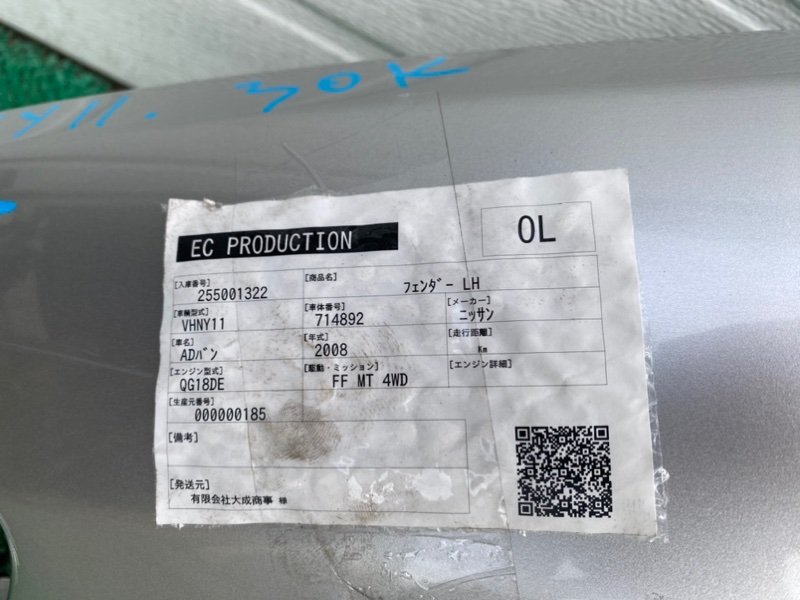 Y11. 30K
EC PRODUCTION
OL
[入庫番号] 255001322
[商品名] フェンダー LH
[車輌型式] VHNY11
[車体番号] 714892
[メーカー] ニッサン
[車名] ADバン
[年式] 2008
[走行距離] Km
[エンジン型式] QG18DE
[駆動・ミッション] FF MT 4WD
[エンジン詳細]
[生産元番号] 000000185
[備考]
[発送元]
有限会社大成商事 様